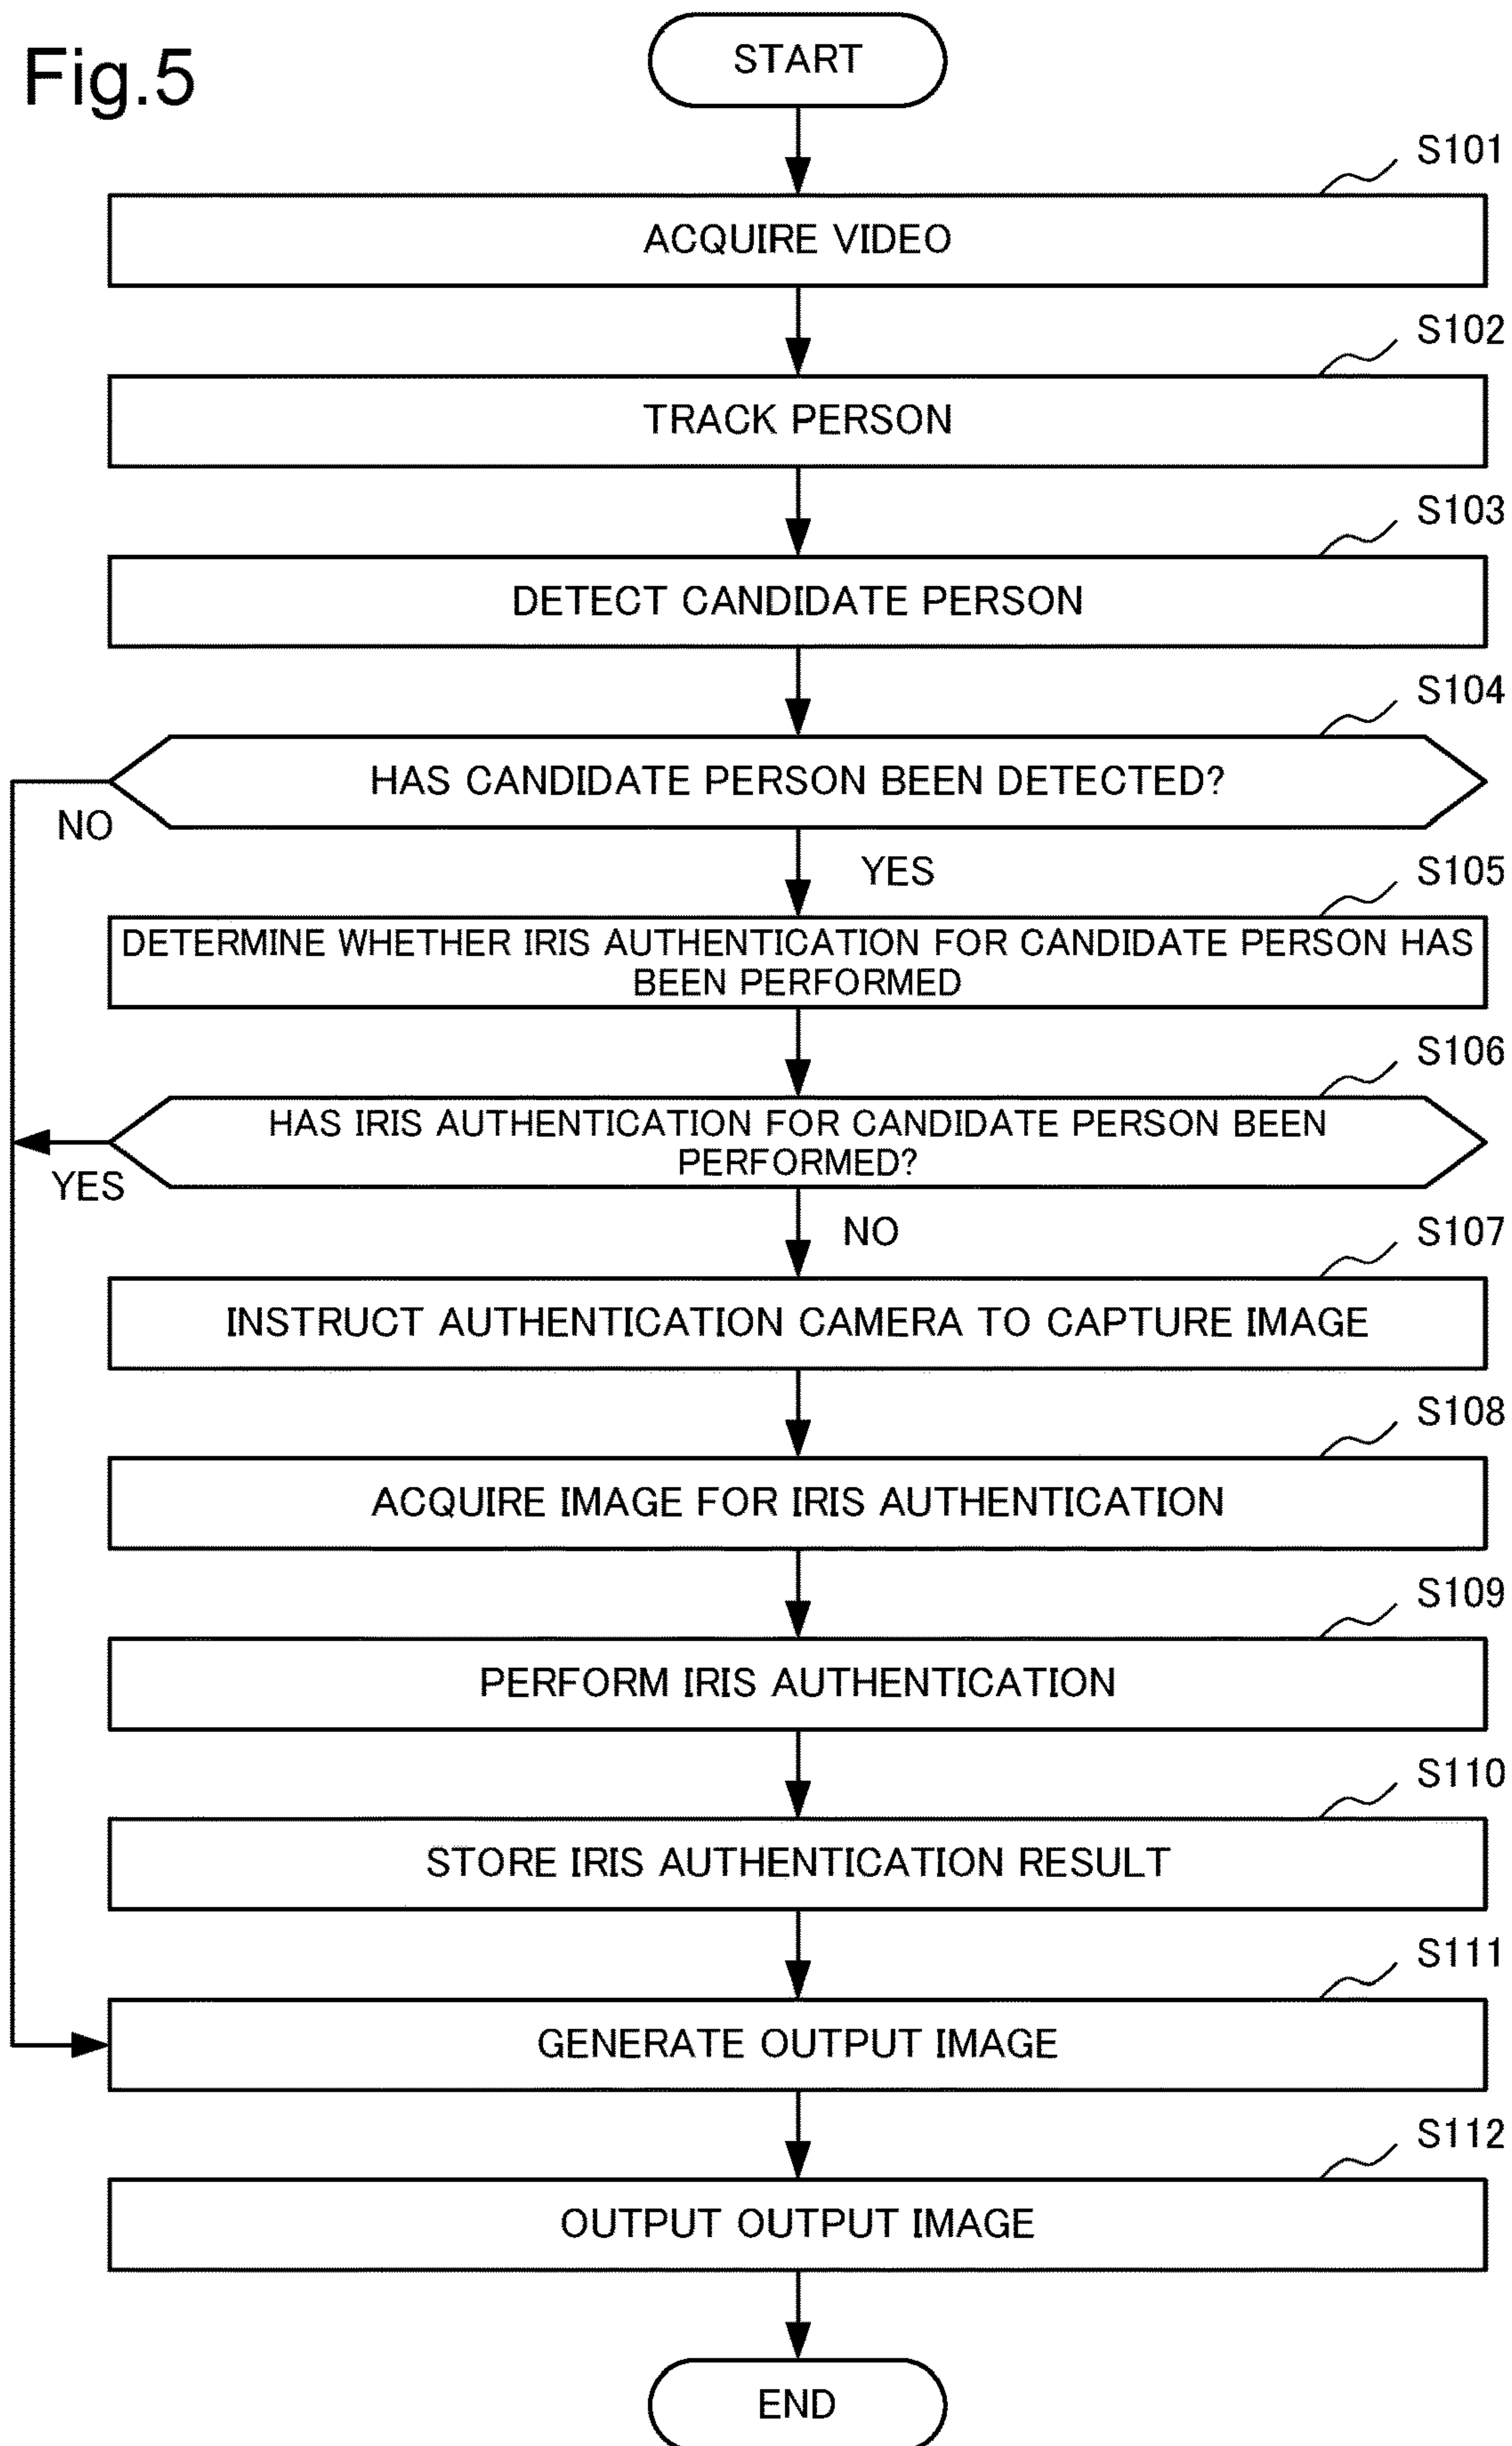 Fig.5
START
S101
ACQUIRE VIDEO
S102
TRACK PERSON
S103
DETECT CANDIDATE PERSON
S104
HAS CANDIDATE PERSON BEEN DETECTED?
NO
YES
S105
DETERMINE WHETHER IRIS AUTHENTICATION FOR CANDIDATE PERSON HAS
BEEN PERFORMED
S106
HAS IRIS AUTHENTICATION FOR CANDIDATE PERSON BEEN
PERFORMED?
YES
NO
S107
INSTRUCT AUTHENTICATION CAMERA TO CAPTURE IMAGE
S108
ACQUIRE IMAGE FOR IRIS AUTHENTICATION
S109
PERFORM IRIS AUTHENTICATION
S110
STORE IRIS AUTHENTICATION RESULT
S111
GENERATE OUTPUT IMAGE
S112
OUTPUT OUTPUT IMAGE
END